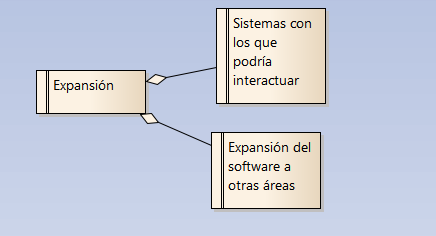 Sistemas con
los que
podría
interactuar
Expansión
Expansión del
software a
otras áreas